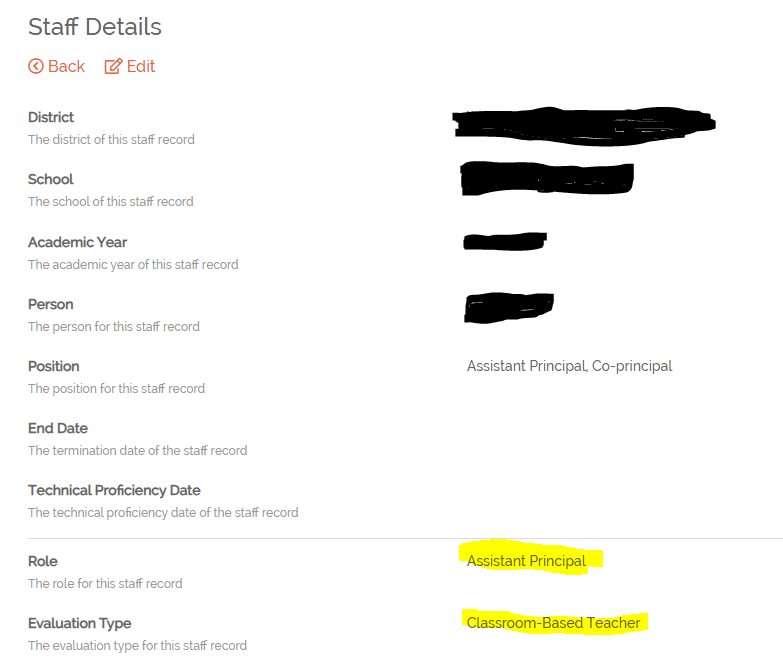 Staff Details
Back Edit
District
The district of this staff record
School
The school of this staff record
Academic Year
The academic year of this staff record
Person
The person for this staff record
Position Assistant Principal, Co-principal
The position for this staff record
End Date
The termination date of the staff record
Technical Proficiency Date
The technical proficiency date of the staff record
Role Assistant Principal
The role for this staff record
Evaluation Type Classroom-Based Teacher
The evaluation type for this staff record